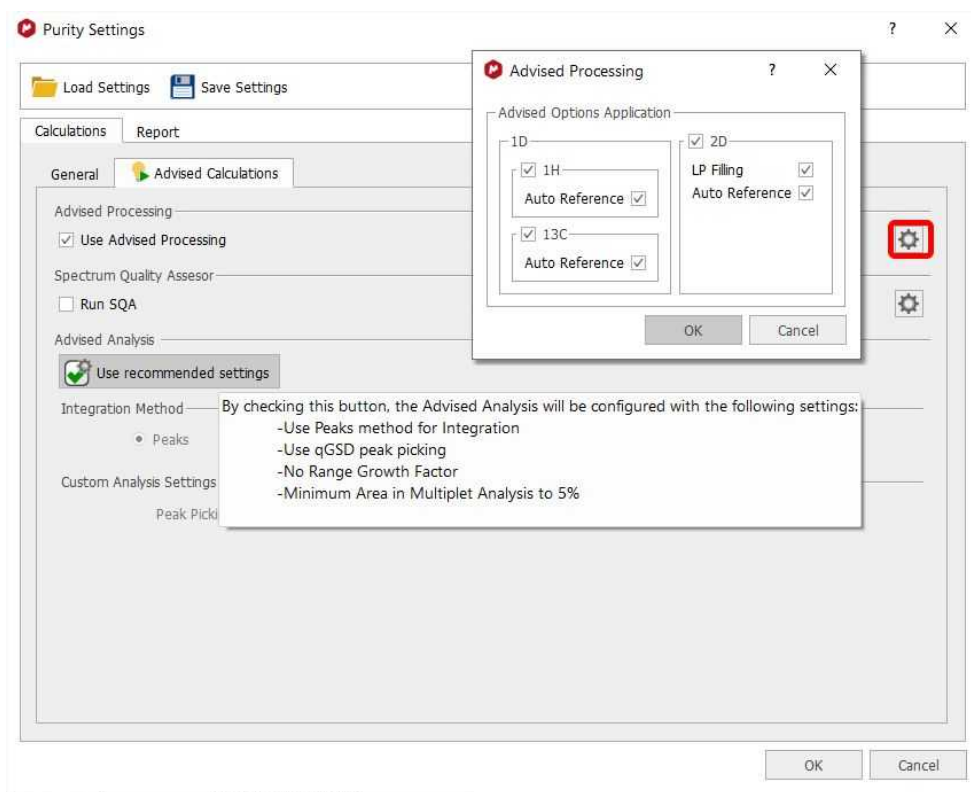 Purity Settings
Load Settings
Save Settings
Calculations
Report
General
Advised Calculations
Advised Processing
Use Advised Processing
Spectrum Quality Assesor
Run SQA
Advised Analysis
Use recommended settings
Integration Method
Peaks
Custom Analysis Settings
Peak
By checking this button, the Advised Analysis will be configured with the following settings:
-Use Peaks method for Integration
-Use qGSD peak picking
-No Range Growth Factor
-Minimum Area in Multiplet Analysis to 5%
Advised Processing
Advised Options Application
1D
1H
Auto Reference
13C
Auto Reference
2D
LP Filling
Auto Reference
OK
Cancel
OK
Cancel